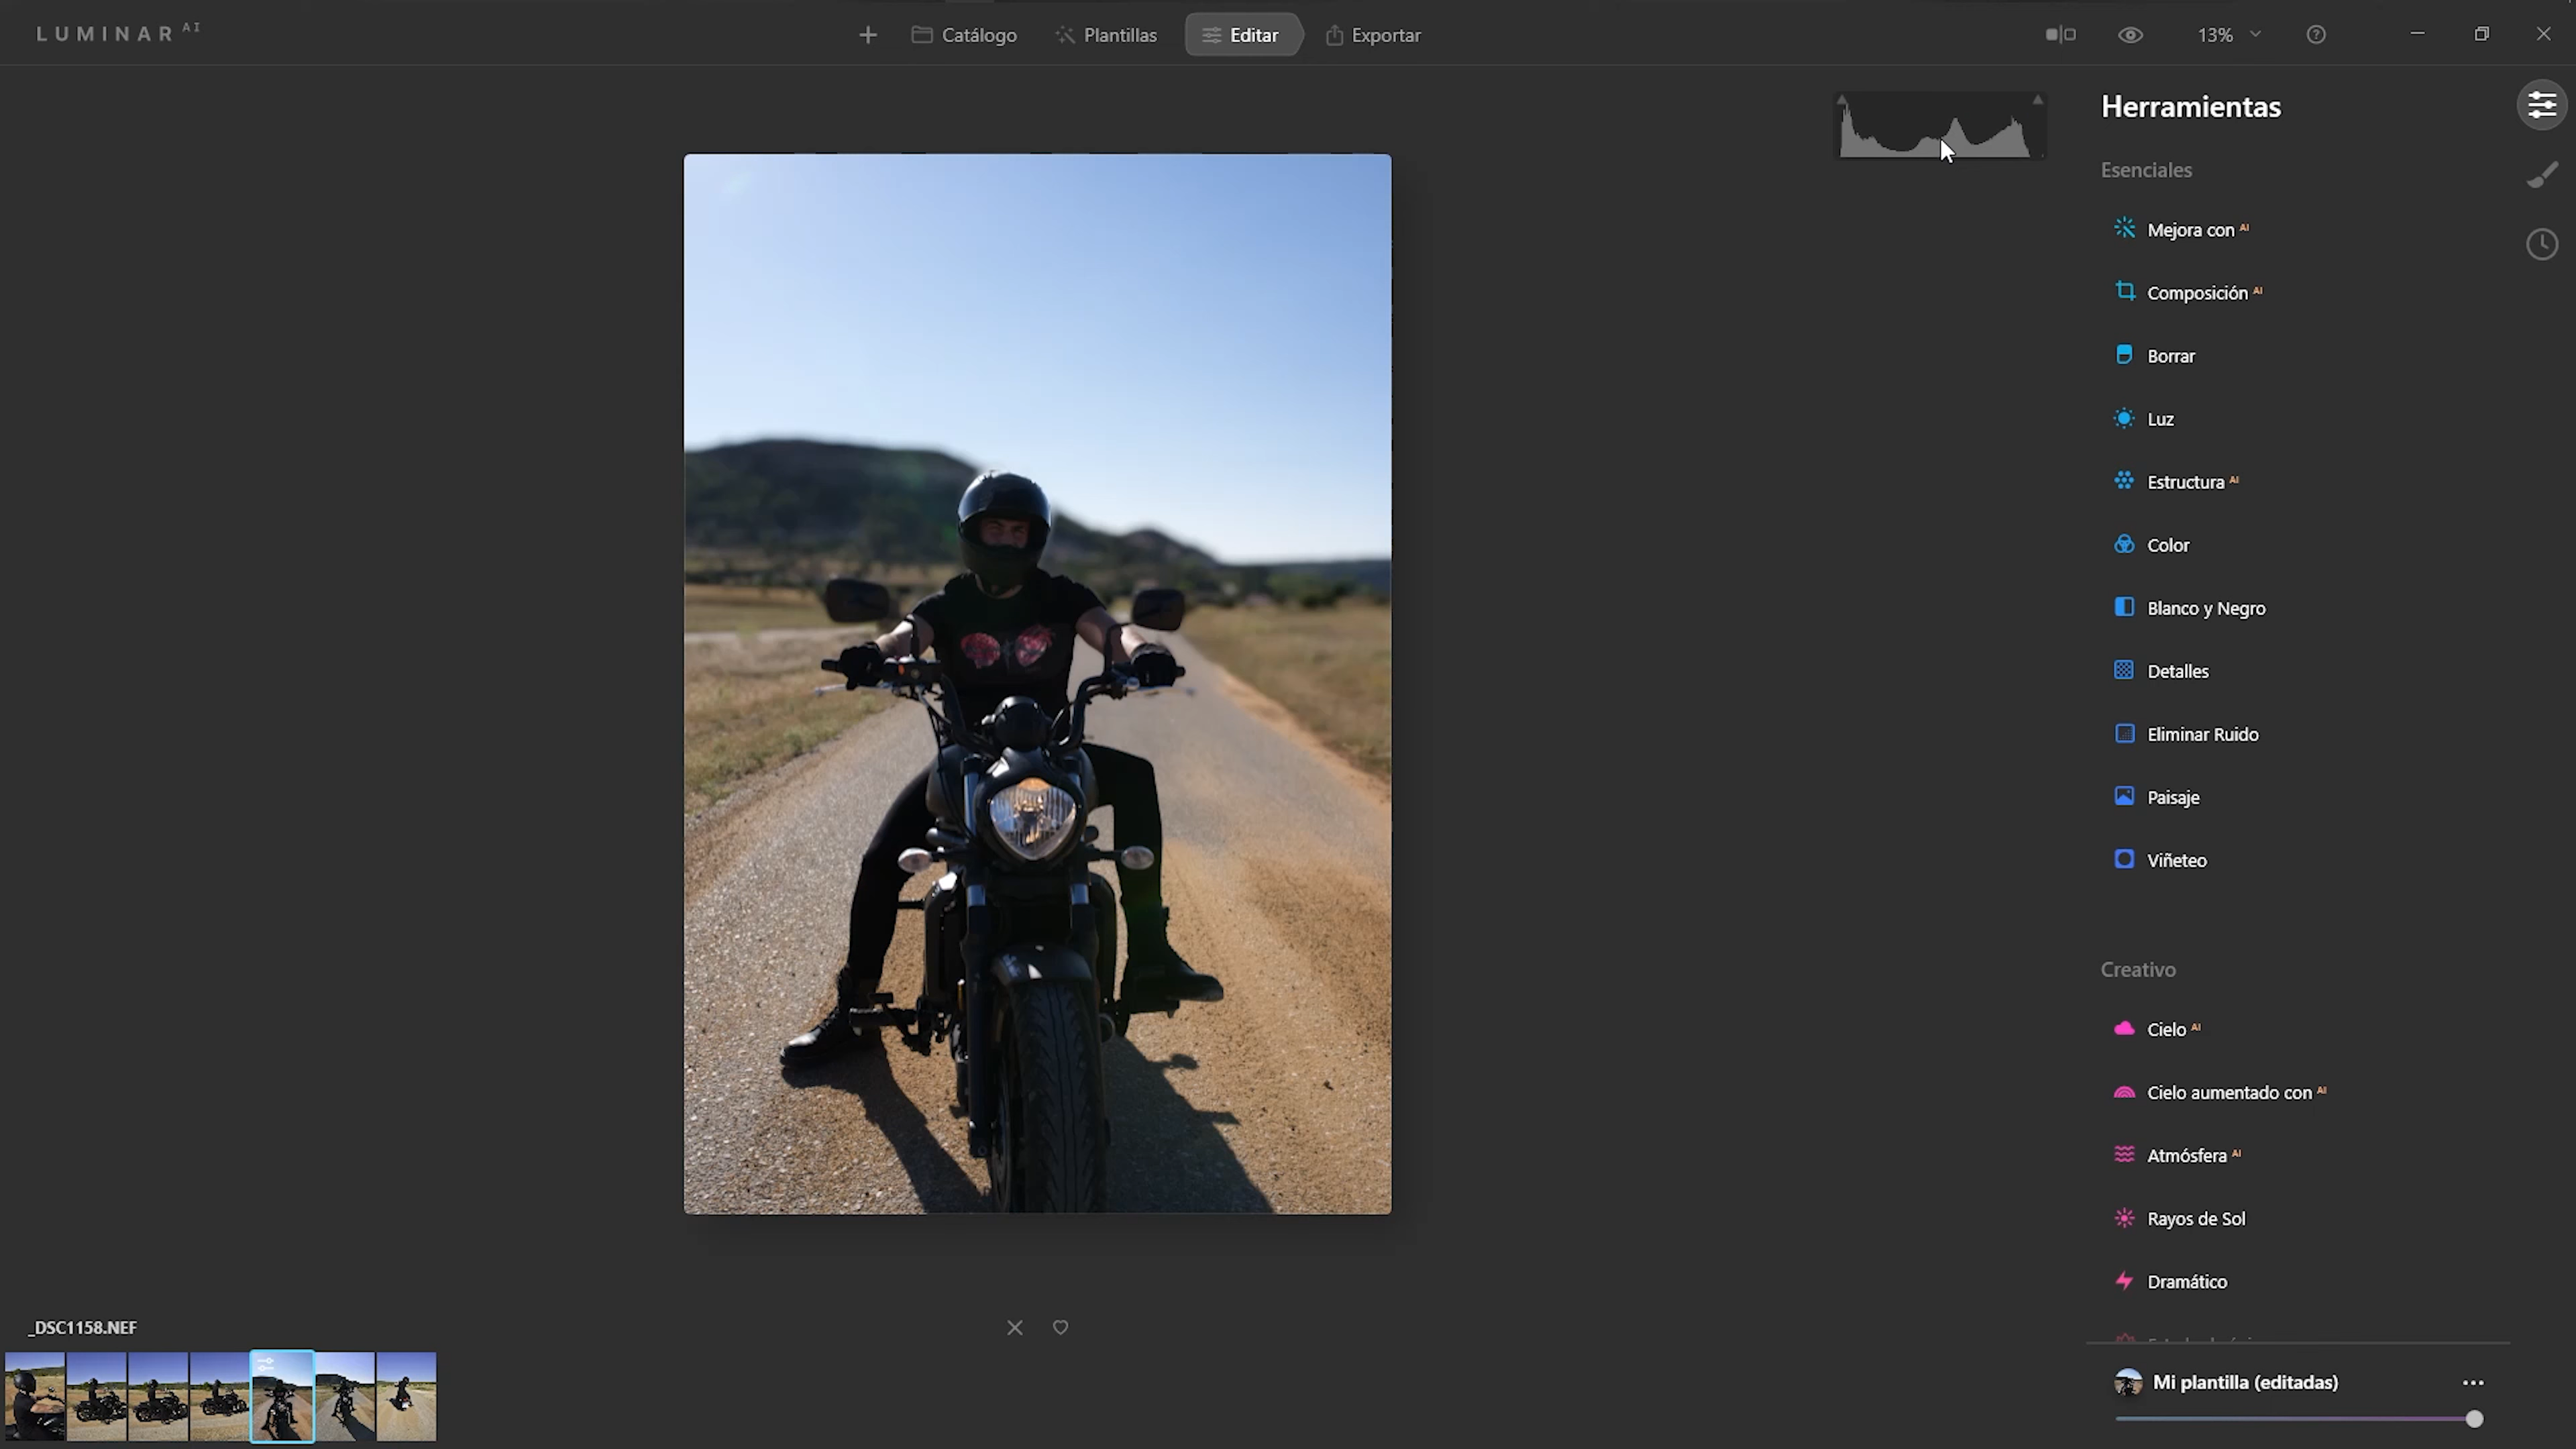 LUMINAR AI
Catálogo
Plantillas
Editar
Exportar
13%
Herramientas
Esenciales
Mejora con AI
Composición AI
Borrar
Luz
Estructura AI
Color
Blanco y Negro
Detalles
Eliminar Ruido
Paisaje
Viñeteo
Creativo
Cielo AI
Cielo aumentado con AI
Atmósfera AI
Rayos de Sol
Dramático
_DSC1158.NEF
Mi plantilla (editadas)